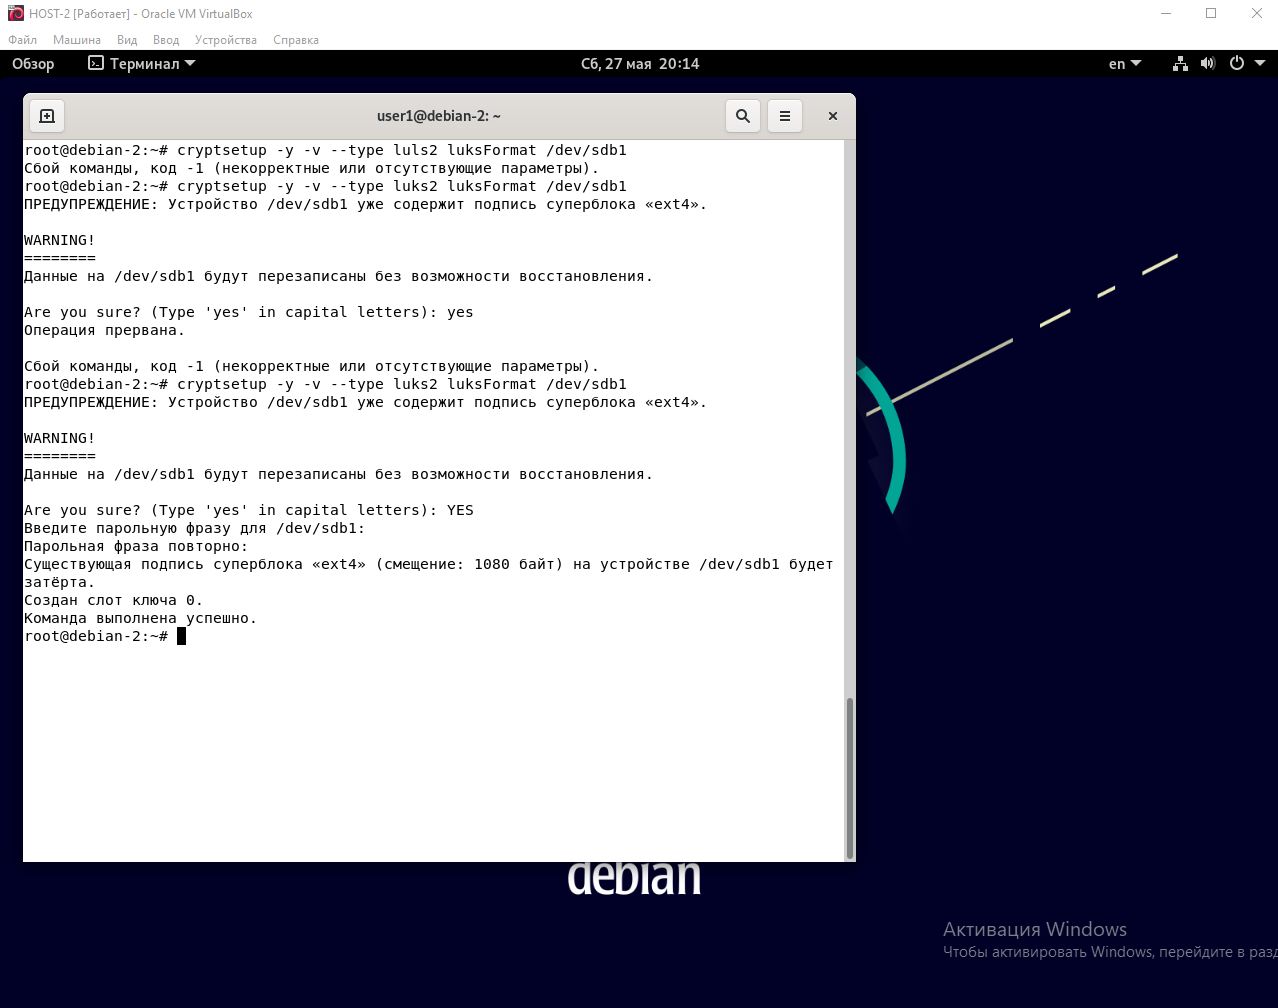 HOST-2 [Работает] - Oracle VM VirtualBox
Файл Машина Вид Ввод Устройства Справка
Обзор Терминал Сб, 27 мая 20:14 en
user1@debian-2: ~
root@debian-2:~# cryptsetup -y -v --type luls2 luksFormat /dev/sdb1
Сбой команды, код -1 (некорректные или отсутствующие параметры).
root@debian-2:~# cryptsetup -y -v --type luks2 luksFormat /dev/sdb1
ПРЕДУПРЕЖДЕНИЕ: Устройство /dev/sdb1 уже содержит подпись суперблока «ext4».
WARNING!
========
Данные на /dev/sdb1 будут перезаписаны без возможности восстановления.
Are you sure? (Type 'yes' in capital letters): yes
Операция прервана.
Сбой команды, код -1 (некорректные или отсутствующие параметры).
root@debian-2:~# cryptsetup -y -v --type luks2 luksFormat /dev/sdb1
ПРЕДУПРЕЖДЕНИЕ: Устройство /dev/sdb1 уже содержит подпись суперблока «ext4».
WARNING!
========
Данные на /dev/sdb1 будут перезаписаны без возможности восстановления.
Are you sure? (Type 'yes' in capital letters): YES
Введите парольную фразу для /dev/sdb1:
Парольная фраза повторно:
Существующая подпись суперблока «ext4» (смещение: 1080 байт) на устройстве /dev/sdb1 будет
затёрта.
Создан слот ключа 0.
Команда выполнена успешно.
root@debian-2:~#
debian
Активация Windows
Чтобы активировать Windows, перейдите в разд